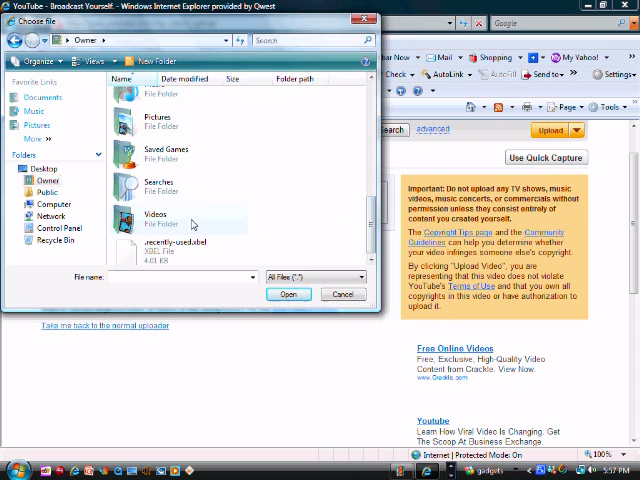 YouTube - Broadcast Yourself. - Windows Internet Explorer provided by Qwest
Choose file
Owner
Search
Google
Organize Views New Folder
Name Date modified Size Folder path
Favorite Links
Documents
Music
Pictures
More »
Folders
Desktop
Owner
Public
Computer
Network
Control Panel
Recycle Bin
File Folder
Pictures
File Folder
Saved Games
File Folder
Searches
File Folder
Videos
File Folder
.recently-used.xbel
XBEL File
4.01 KB
File name:
All Files (*.*)
Open Cancel
Mail Shopping My Yahoo!
Check AutoLink AutoFill Send to Settings
Page Tools
Search advanced Upload
Use Quick Capture
Important: Do not upload any TV shows, music
videos, music concerts, or commercials without
permission unless they consist entirely of
content you created yourself.
The Copyright Tips page and the Community
Guidelines can help you determine whether
your video infringes someone else's copyright.
By clicking "Upload Video", you are
representing that this video does not violate
YouTube's Terms of Use and that you own all
copyrights in this video or have authorization to
upload it.
Take me back to the normal uploader
Free Online Videos
Free, Exclusive, High-Quality Video
Content from Crackle. View Now.
www.Crackle.com
Youtube
Learn How Viral Video Is Changing. Get
The Scoop At Business Exchange.
Internet | Protected Mode: On
100%
gadgets
5:57 PM